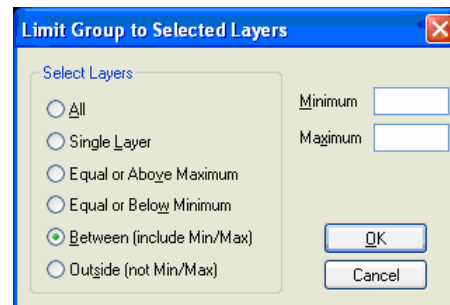 Limit Group to Selected Layers
Select Layers
All
Single Layer
Equal or Above Maximum
Equal or Below Minimum
Between (include Min/Max)
Outside (not Min/Max)
Minimum
Maximum
OK
Cancel